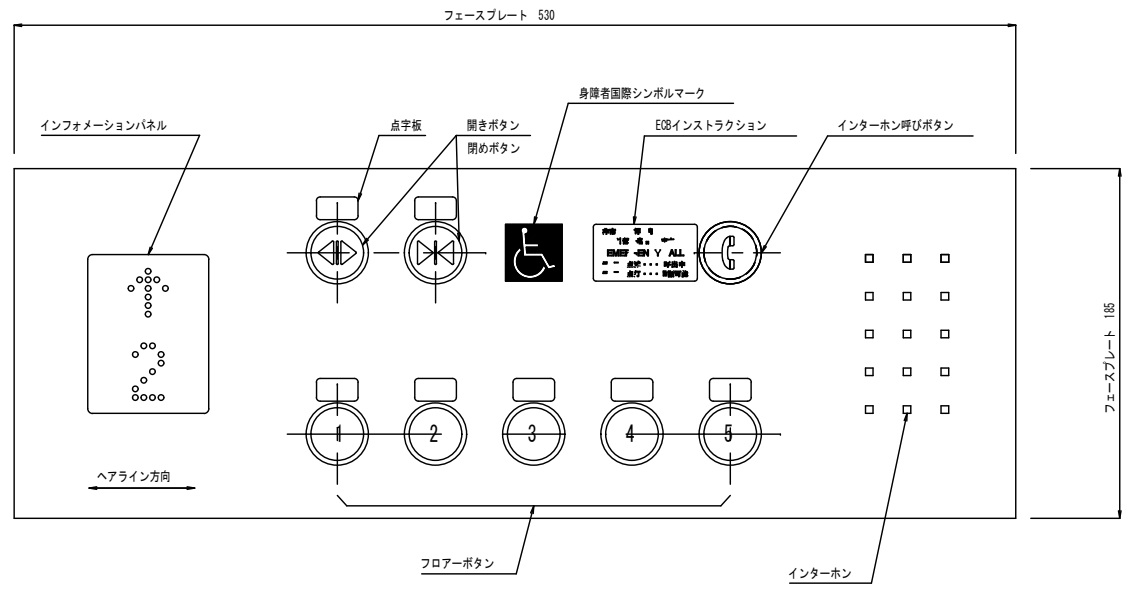 フェースプレート 530
身障者国際シンボルマーク
インフォメーションパネル
点字板
開きボタン
閉めボタン
ECBインストラクション
インターホン呼びボタン
フェースプレート 185
2
1
2
3
4
5
ヘアライン方向
フロアーボタン
インターホン